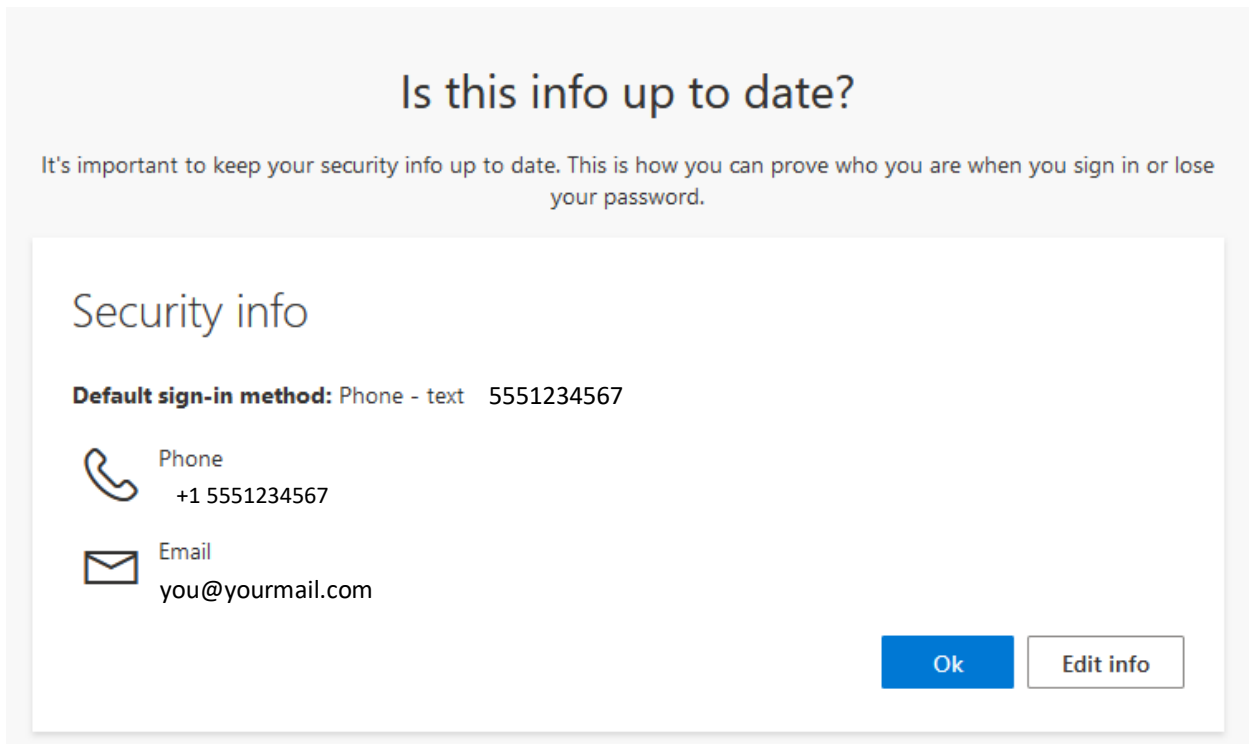 Is this info up to date?
It's important to keep your security info up to date. This is how you can prove who you are when you sign in or lose
your password.
Security info
Default sign-in method: Phone - text 5551234567
Phone
+1 5551234567
Email
you@yourmail.com
Ok Edit info